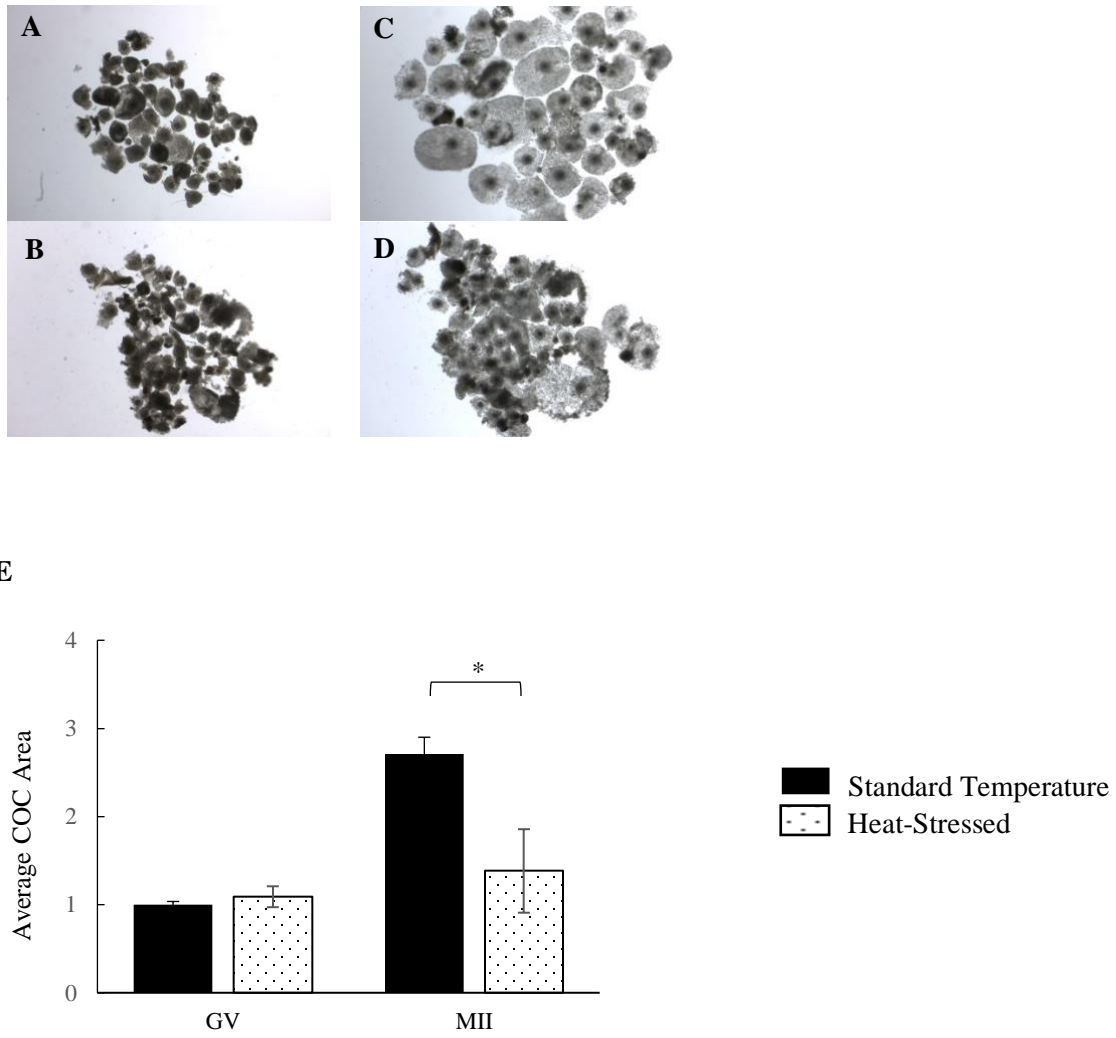 A
C
B
D
E
4
3
2
1
0
Average COC Area
*
GV
MII
Standard Temperature
Heat-Stressed